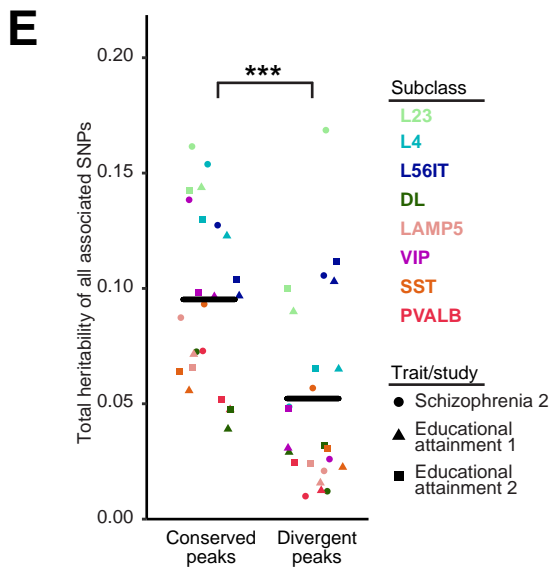 E
Total heritability of all associated SNPs
0.20
0.15
0.10
0.05
0.00
***
Conserved
peaks
Divergent
peaks
Subclass
L23
L4
L56IT
DL
LAMP5
VIP
SST
PVALB
Trait/study
Schizophrenia 2
Educational
attainment 1
Educational
attainment 2